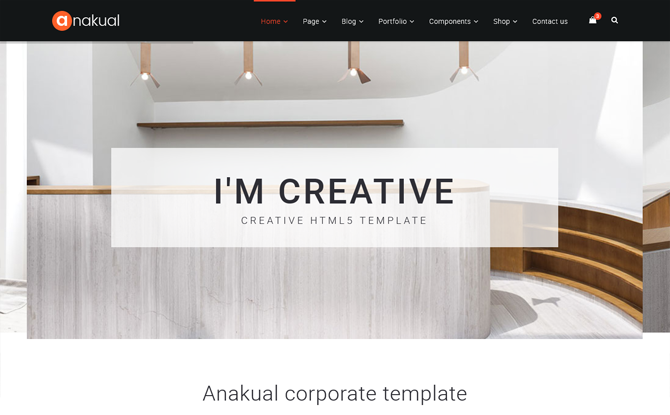 anakual
Home Page Blog Portfolio Components Shop Contact us
I'M CREATIVE
CREATIVE HTML5 TEMPLATE
Anakual corporate template